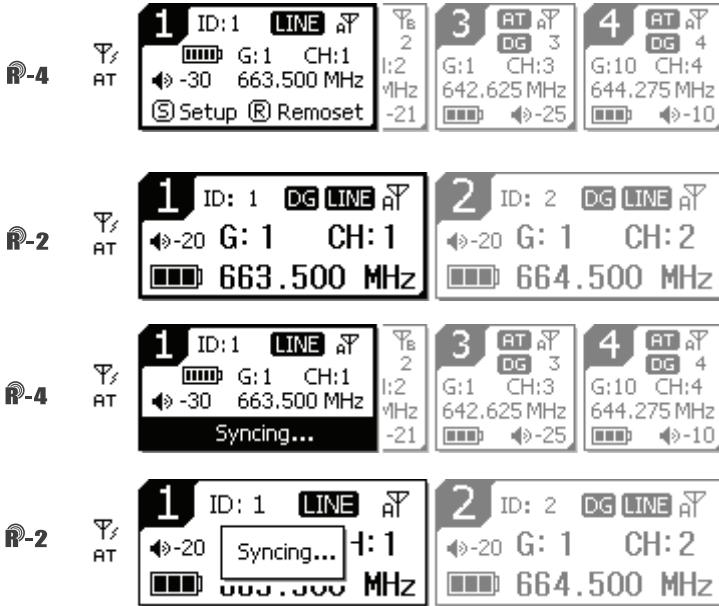 1 ID:1 LINE A
G:1 CH:1
-30 663.500 MHz
S Setup R Remoset
B
2
:2
MHz
-21
3 AT A
DG 3
G:1 CH:3
642.625 MHz
-25
4 AT A
DG 4
G:10 CH:4
644.275 MHz
-10
R-4
AT
1 ID: 1 DG LINE A
-20 G: 1 CH: 1
663.500 MHz
2 ID: 2 DG LINE A
-20 G: 1 CH: 2
664.500 MHz
R-2
AT
1 ID:1 LINE A
G:1 CH:1
-30 663.500 MHz
Syncing...
B
2
:2
MHz
-21
3 AT A
DG 3
G:1 CH:3
642.625 MHz
-25
4 AT A
DG 4
G:10 CH:4
644.275 MHz
-10
R-4
AT
1 ID: 1 LINE A
-20 : 1
Syncing...
MHz
2 ID: 2 DG LINE A
-20 G: 1 CH: 2
664.500 MHz
R-2
AT